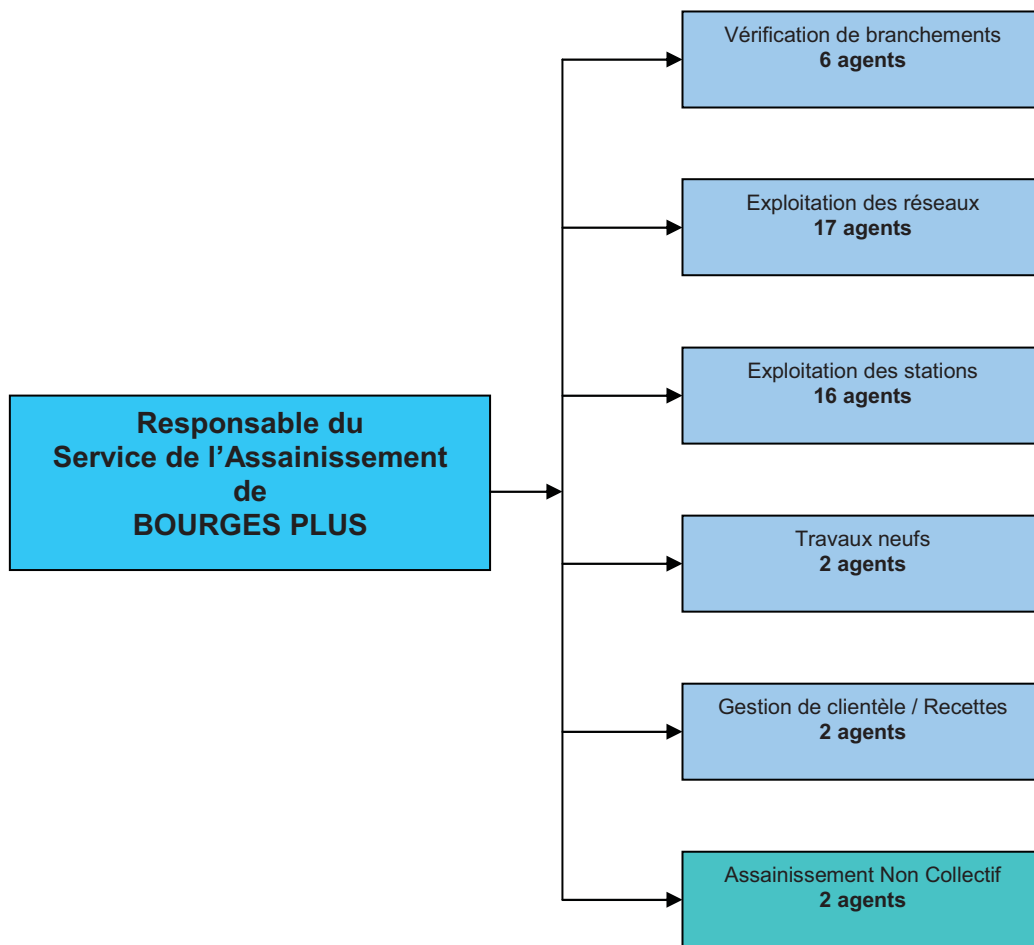 Vérification de branchements
6 agents
Exploitation des réseaux
17 agents
Exploitation des stations
16 agents
Responsable du
Service de l’Assainissement
de
BOURGES PLUS
Travaux neufs
2 agents
Gestion de clientèle / Recettes
2 agents
Assainissement Non Collectif
2 agents